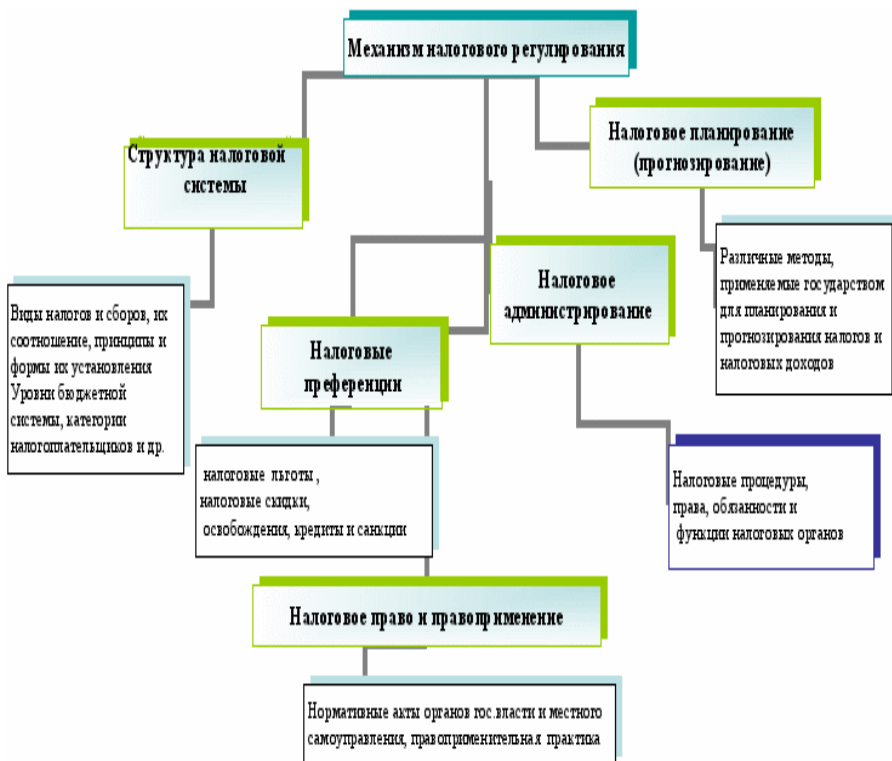 Механизм налогового регулирования
Структура налоговой
системы
Налоговое планирование
(прогнозирование)
Виды налогов и сборов, их
соотношение, принципы и
формы их установления
Уровни бюджетной
системы, категории
налогоплательщиков и др.
Налоговые
преференции
Налоговое
администрирование
Различные методы,
применяемые государством
для планирования и
прогнозирования налогов и
налоговых доходов
налоговые льготы ,
налоговые скидки,
освобождения, кредиты и санкции
Налоговые процедуры,
права, обязанности и
функции налоговых органов
Налоговое право и правоприменение
Нормативные акты органов гос.власти и местного
самоуправления, правоприменительная практика